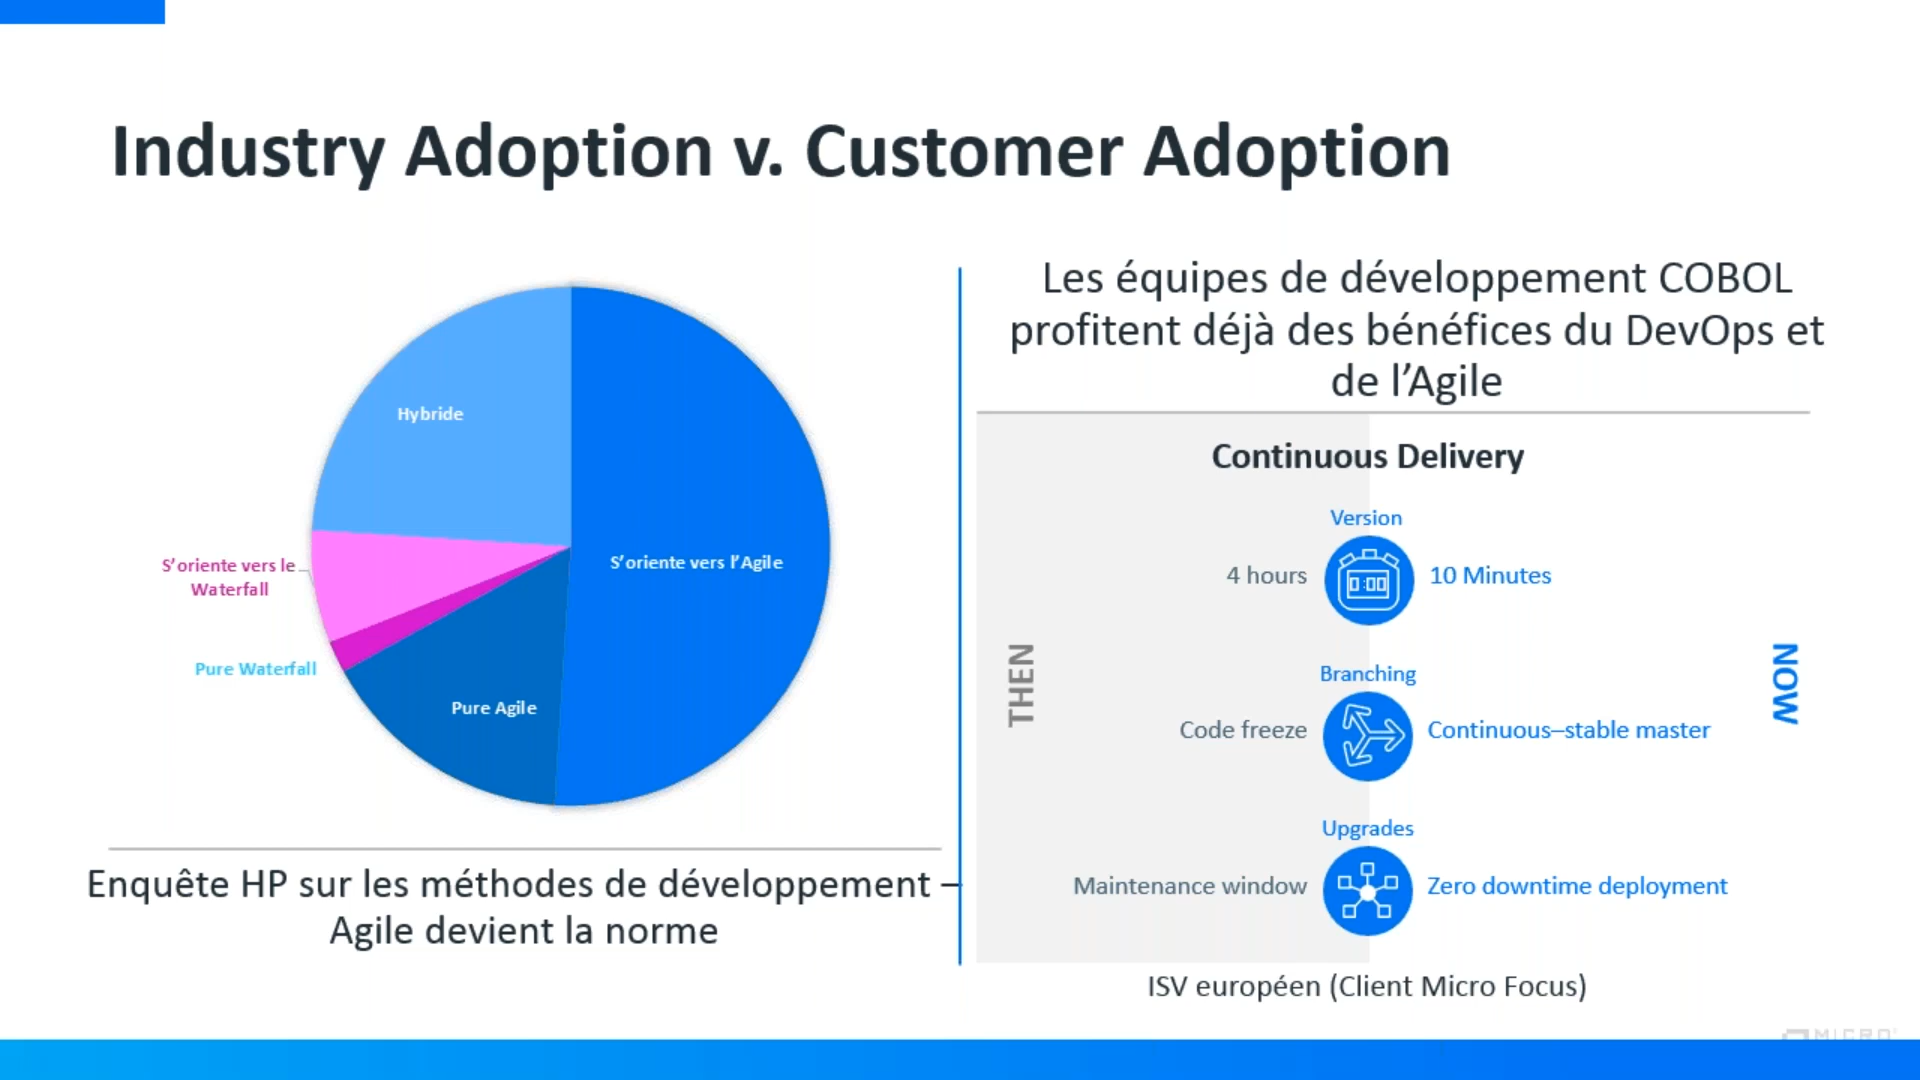 Industry Adoption v. Customer Adoption
Hybride
S'oriente vers le
Waterfall
S'oriente vers l'Agile
Pure Waterfall
Pure Agile
Enquête HP sur les méthodes de développement –
Agile devient la norme
Les équipes de développement COBOL
profitent déjà des bénéfices du DevOps et
de l'Agile
Continuous Delivery
THEN
NOW
Version
4 hours
0:00
10 Minutes
Branching
Code freeze
Continuous–stable master
Upgrades
Maintenance window
Zero downtime deployment
ISV européen (Client Micro Focus)
MICRO